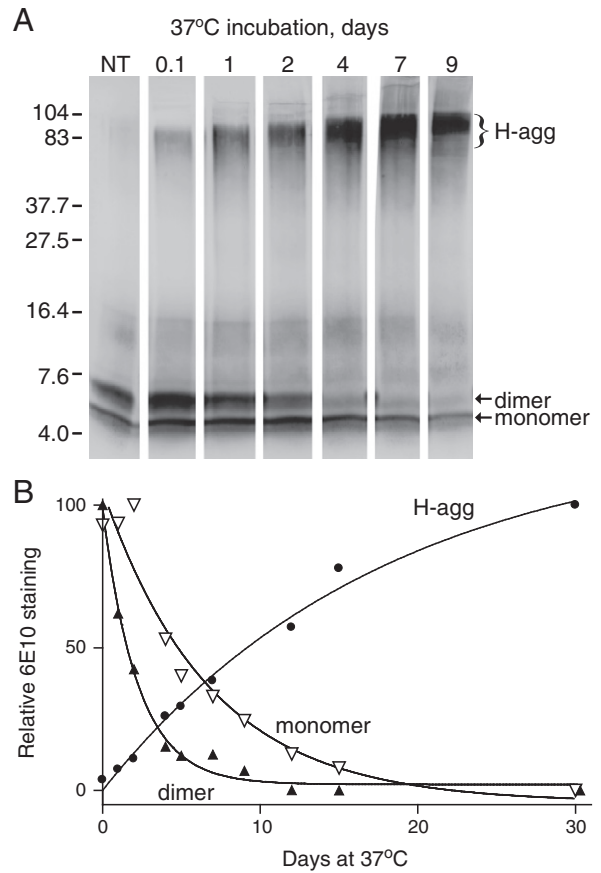 A
37°C incubation, days
NT 0.1 1 2 4 7 9
104
83
H-agg
37.7
27.5
16.4
7.6
dimer
monomer
4.0
B
100
H-agg
Relative 6E10 staining
50
monomer
dimer
0
0 10 20 30
Days at 37°C